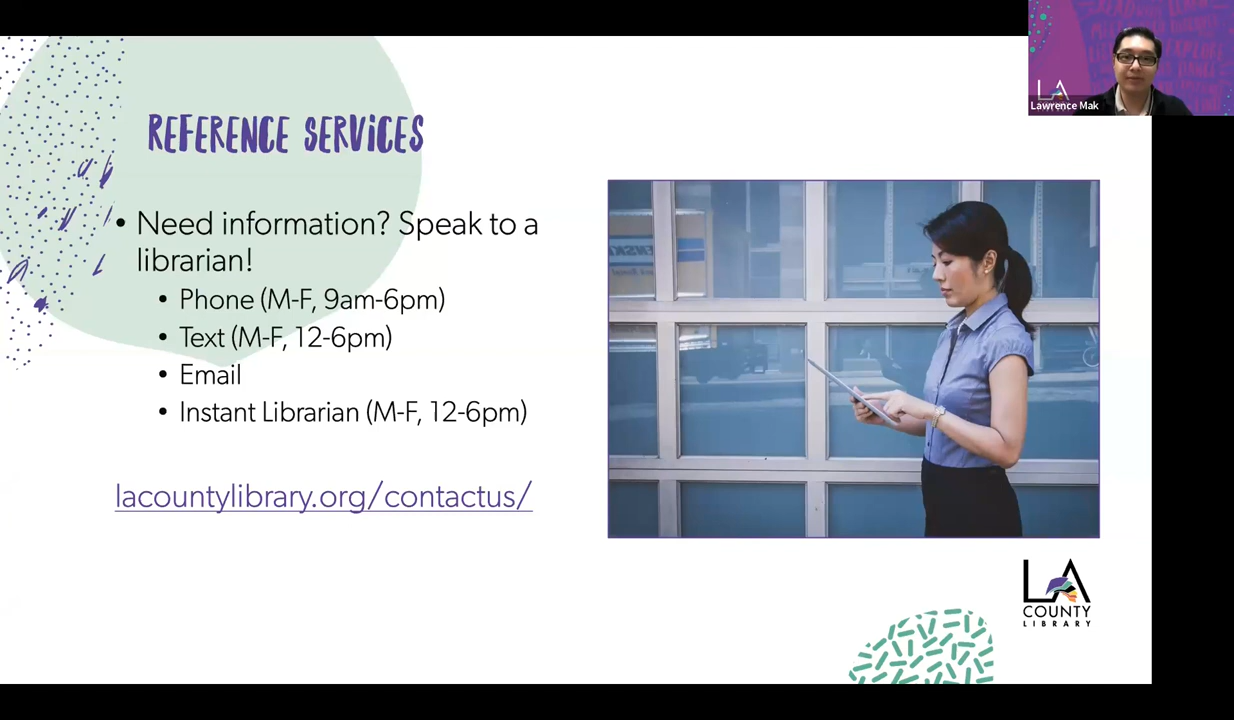 LA
Lawrence Mak
REFERENCE SERVICES
• Need information? Speak to a
librarian!
• Phone (M-F, 9am-6pm)
• Text (M-F, 12-6pm)
• Email
• Instant Librarian (M-F, 12-6pm)
lacountylibrary.org/contactus/
LA
COUNTY
LIBRARY